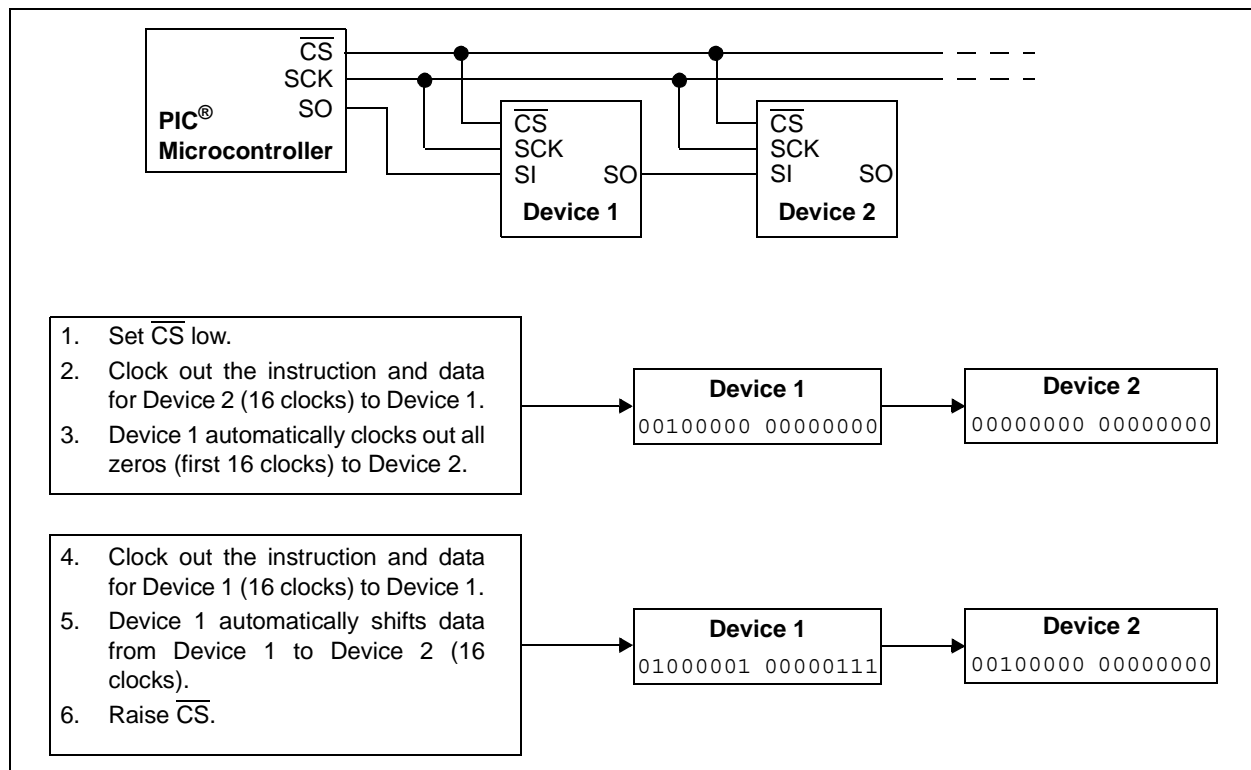 CS
SCK
SO
PIC®
Microcontroller
CS
SCK
SI SO
Device 1
CS
SCK
SI SO
Device 2
1. Set CS low.
2. Clock out the instruction and data
for Device 2 (16 clocks) to Device 1.
3. Device 1 automatically clocks out all
zeros (first 16 clocks) to Device 2.
Device 1
00100000 00000000
Device 2
00000000 00000000
4. Clock out the instruction and data
for Device 1 (16 clocks) to Device 1.
5. Device 1 automatically shifts data
from Device 1 to Device 2 (16
clocks).
6. Raise CS.
Device 1
01000001 00000111
Device 2
00100000 00000000